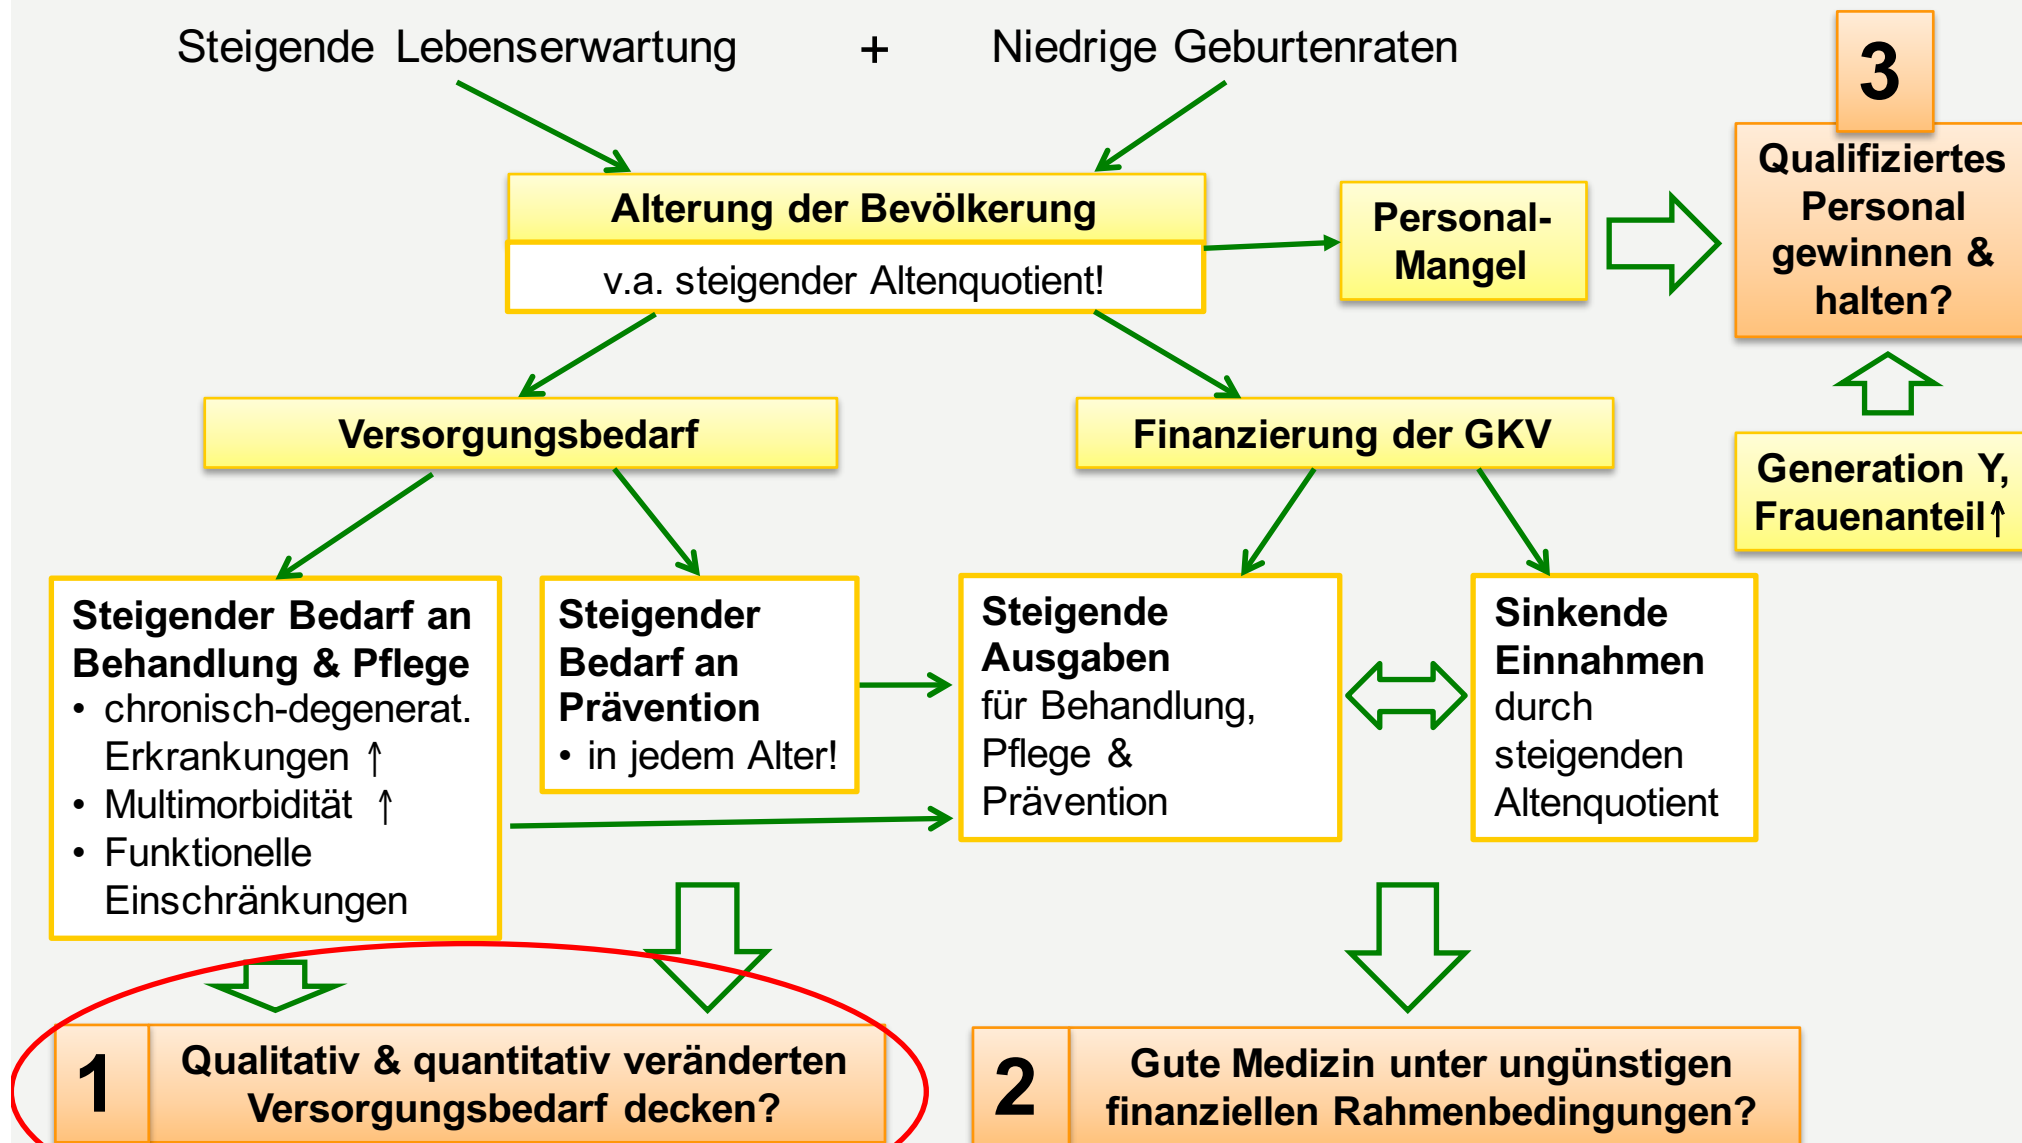 Steigende Lebenserwartung + Niedrige Geburtenraten
3
Qualifiziertes
Personal
gewinnen &
halten?
Alterung der Bevölkerung
v.a. steigender Altenquotient!
Personal-
Mangel
Generation Y,
Frauenanteil↑
Versorgungsbedarf
Finanzierung der GKV
Steigender Bedarf an
Behandlung & Pflege
• chronisch-degenerat.
Erkrankungen ↑
• Multimorbidität ↑
• Funktionelle
Einschränkungen
Steigender
Bedarf an
Prävention
• in jedem Alter!
Steigende
Ausgaben
für Behandlung,
Pflege &
Prävention
Sinkende
Einnahmen
durch
steigenden
Altenquotient
1
Qualitativ & quantitativ veränderten
Versorgungsbedarf decken?
2
Gute Medizin unter ungünstigen
finanziellen Rahmenbedingungen?